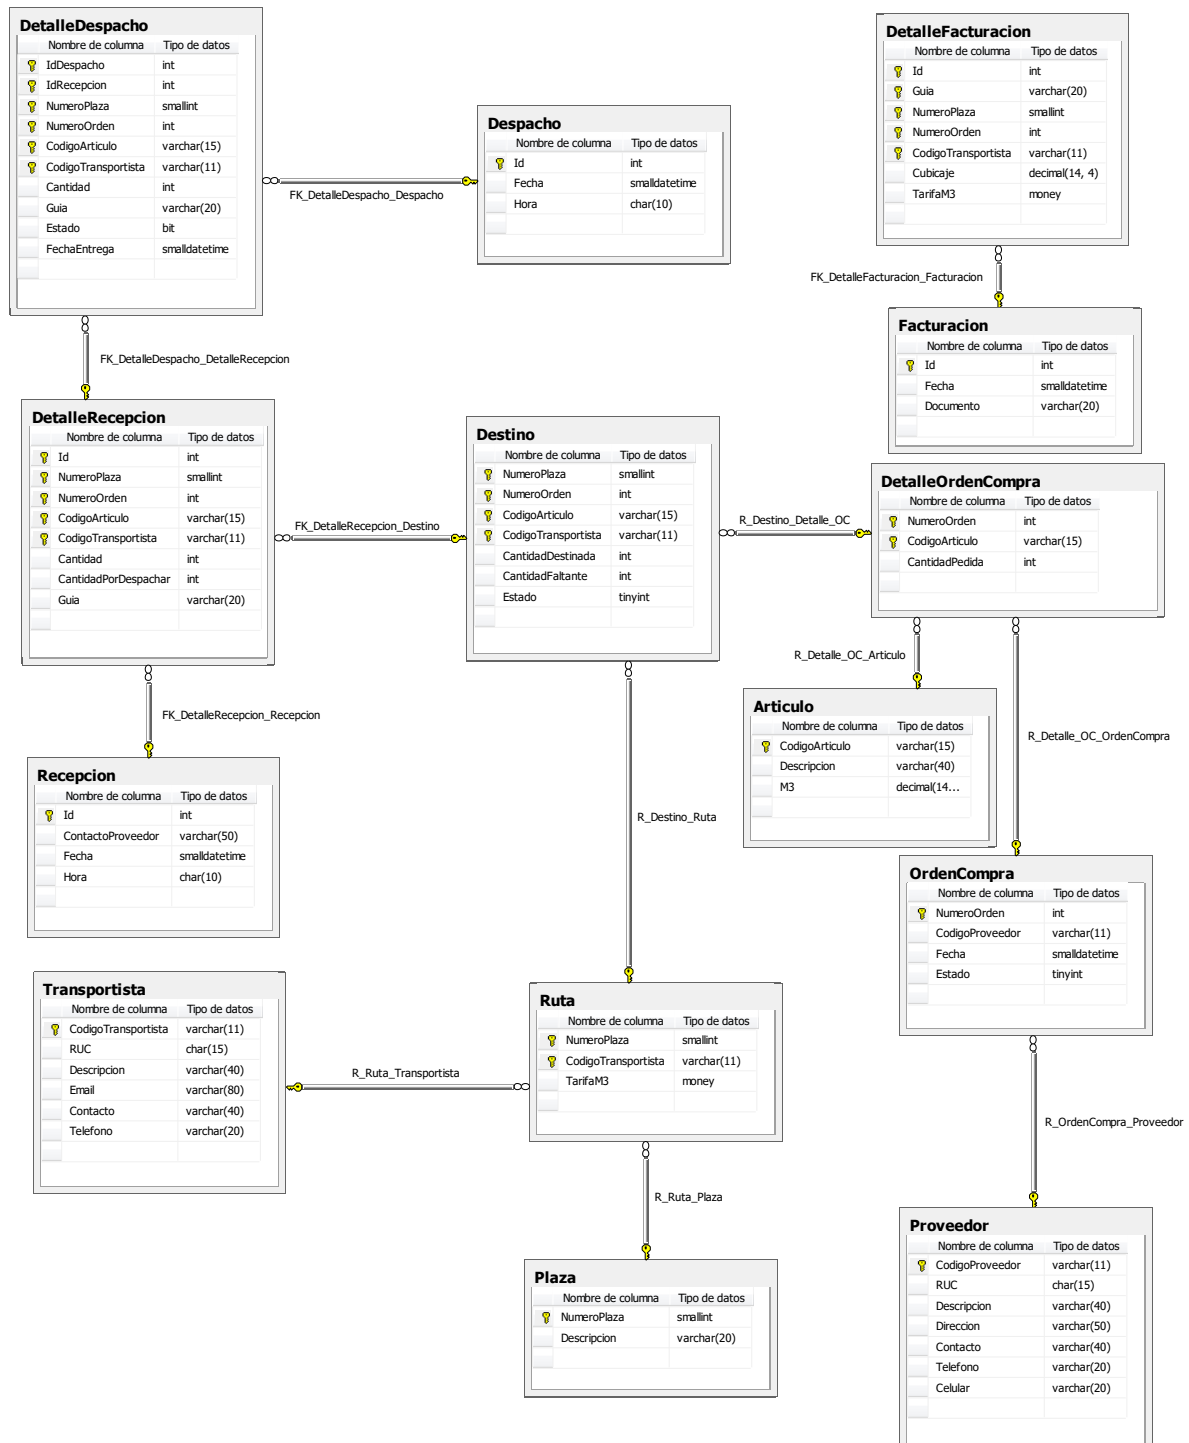 DetalleDespacho
Nombre de columna Tipo de datos
IdDespacho int
IdRecepcion int
NumeroPlaza smallint
NumeroOrden int
CodigoArticulo varchar(15)
CodigoTransportista varchar(11)
Cantidad int
Guia varchar(20)
Estado bit
FechaEntrega smalldatetime
FK_DetalleDespacho_Despacho
Despacho
Nombre de columna Tipo de datos
Id int
Fecha smalldatetime
Hora char(10)
DetalleFacturacion
Nombre de columna Tipo de datos
Id int
Guia varchar(20)
NumeroPlaza smallint
NumeroOrden int
CodigoTransportista varchar(11)
Cubicaje decimal(14, 4)
TarifaM3 money
FK_DetalleFacturacion_Facturacion
Facturacion
Nombre de columna Tipo de datos
Id int
Fecha smalldatetime
Documento varchar(20)
FK_DetalleDespacho_DetalleRecepcion
DetalleRecepcion
Nombre de columna Tipo de datos
Id int
NumeroPlaza smallint
NumeroOrden int
CodigoArticulo varchar(15)
CodigoTransportista varchar(11)
Cantidad int
CantidadPorDespachar int
Guia varchar(20)
FK_DetalleRecepcion_Destino
Destino
Nombre de columna Tipo de datos
NumeroPlaza smallint
NumeroOrden int
CodigoArticulo varchar(15)
CodigoTransportista varchar(11)
CantidadDestinada int
CantidadFaltante int
Estado tinyint
R_Destino_Detalle_OC
DetalleOrdenCompra
Nombre de columna Tipo de datos
NumeroOrden int
CodigoArticulo varchar(15)
CantidadPedida int
R_Detalle_OC_Articulo
R_Detalle_OC_OrdenCompra
Articulo
Nombre de columna Tipo de datos
CodigoArticulo varchar(15)
Descripcion varchar(40)
M3 decimal(14...
FK_DetalleRecepcion_Recepcion
Recepcion
Nombre de columna Tipo de datos
Id int
ContactoProveedor varchar(50)
Fecha smalldatetime
Hora char(10)
R_Destino_Ruta
OrdenCompra
Nombre de columna Tipo de datos
NumeroOrden int
CodigoProveedor varchar(11)
Fecha smalldatetime
Estado tinyint
Transportista
Nombre de columna Tipo de datos
CodigoTransportista varchar(11)
RUC char(15)
Descripcion varchar(40)
Email varchar(80)
Contacto varchar(40)
Telefono varchar(20)
R_Ruta_Transportista
Ruta
Nombre de columna Tipo de datos
NumeroPlaza smallint
CodigoTransportista varchar(11)
TarifaM3 money
R_Ruta_Plaza
R_OrdenCompra_Proveedor
Plaza
Nombre de columna Tipo de datos
NumeroPlaza smallint
Descripcion varchar(20)
Proveedor
Nombre de columna Tipo de datos
CodigoProveedor varchar(11)
RUC char(15)
Descripcion varchar(40)
Direccion varchar(50)
Contacto varchar(40)
Telefono varchar(20)
Celular varchar(20)